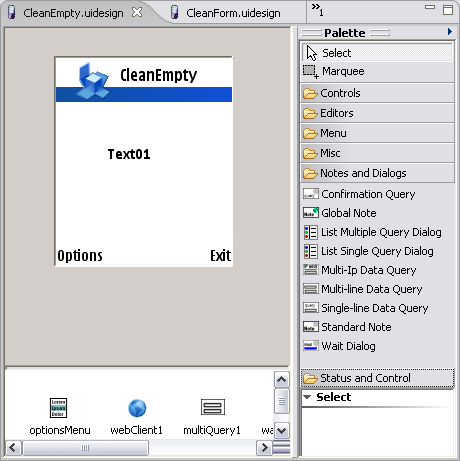 CleanEmpty.uidesign
CleanForm.uidesign
»1
Palette
Select
Marquee
Controls
Editors
Menu
Misc
Notes and Dialogs
Confirmation Query
Global Note
List Multiple Query Dialog
List Single Query Dialog
Multi-Ip Data Query
Multi-line Data Query
Single-line Data Query
Standard Note
Wait Dialog
Status and Control
Select
CleanEmpty
Text01
Options Exit
optionsMenu webClient1 multiQuery1 wa